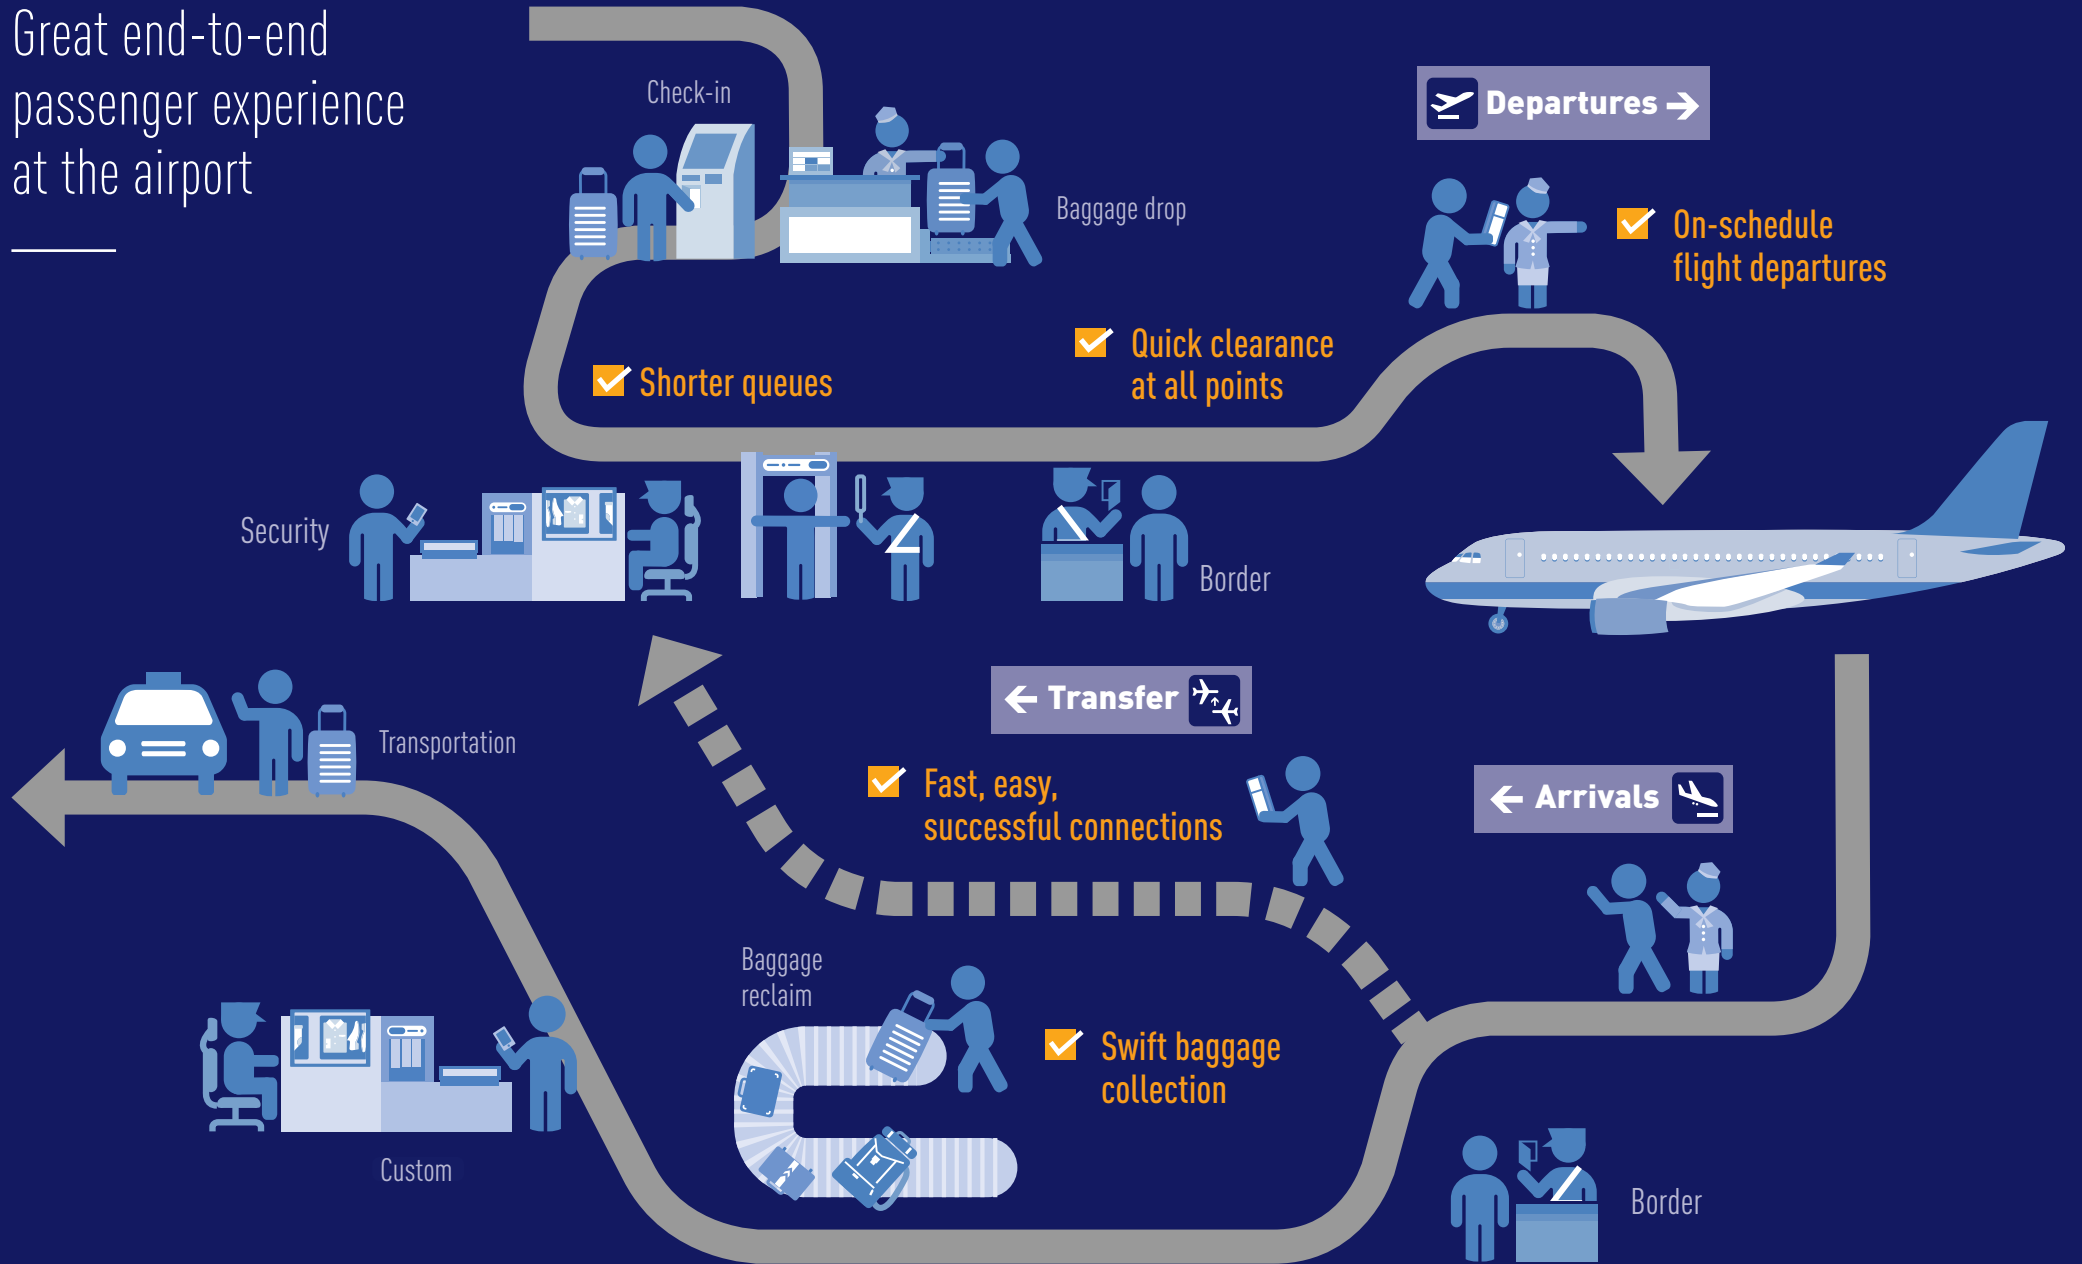 Great end-to-end
passenger experience
at the airport
Check-in
Baggage drop
Departures →
On-schedule
flight departures
Shorter queues
Quick clearance
at all points
Security
Border
← Transfer
Transportation
Fast, easy,
successful connections
← Arrivals
Baggage
reclaim
Swift baggage
collection
Custom
Border